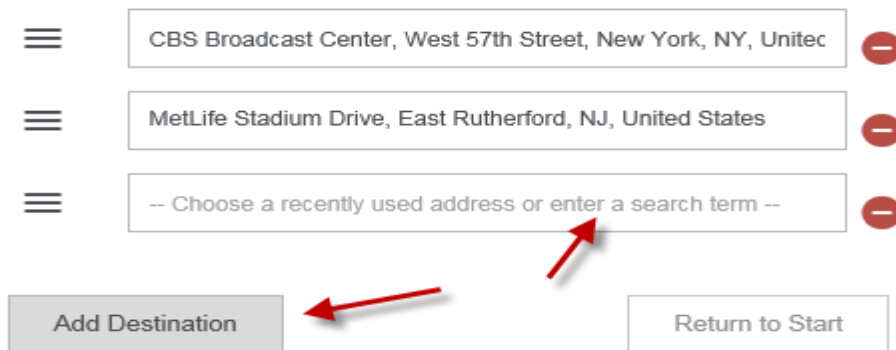 CBS Broadcast Center, West 57th Street, New York, NY, Unitec
MetLife Stadium Drive, East Rutherford, NJ, United States
-- Choose a recently used address or enter a search term --
Add Destination
Return to Start